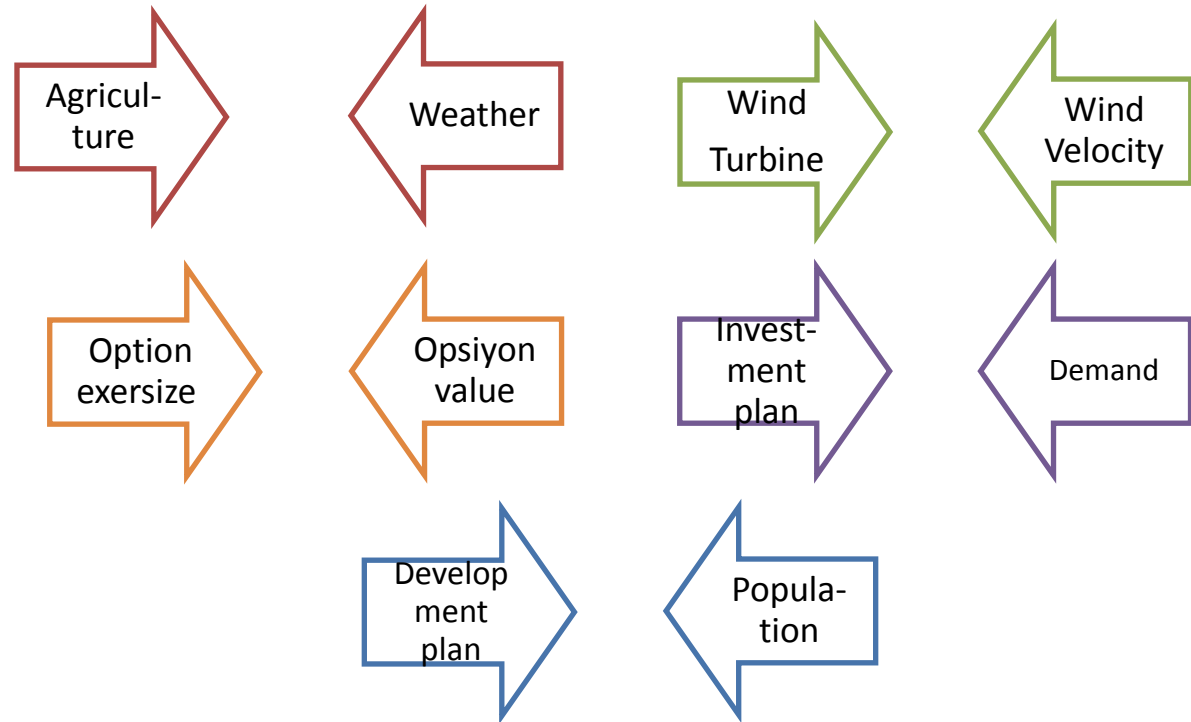 Agricul-
ture
Weather
Wind
Turbine
Wind
Velocity
Option
exersize
Opsiyon
value
Invest-
ment
plan
Demand
Develop
ment
plan
Popula-
tion